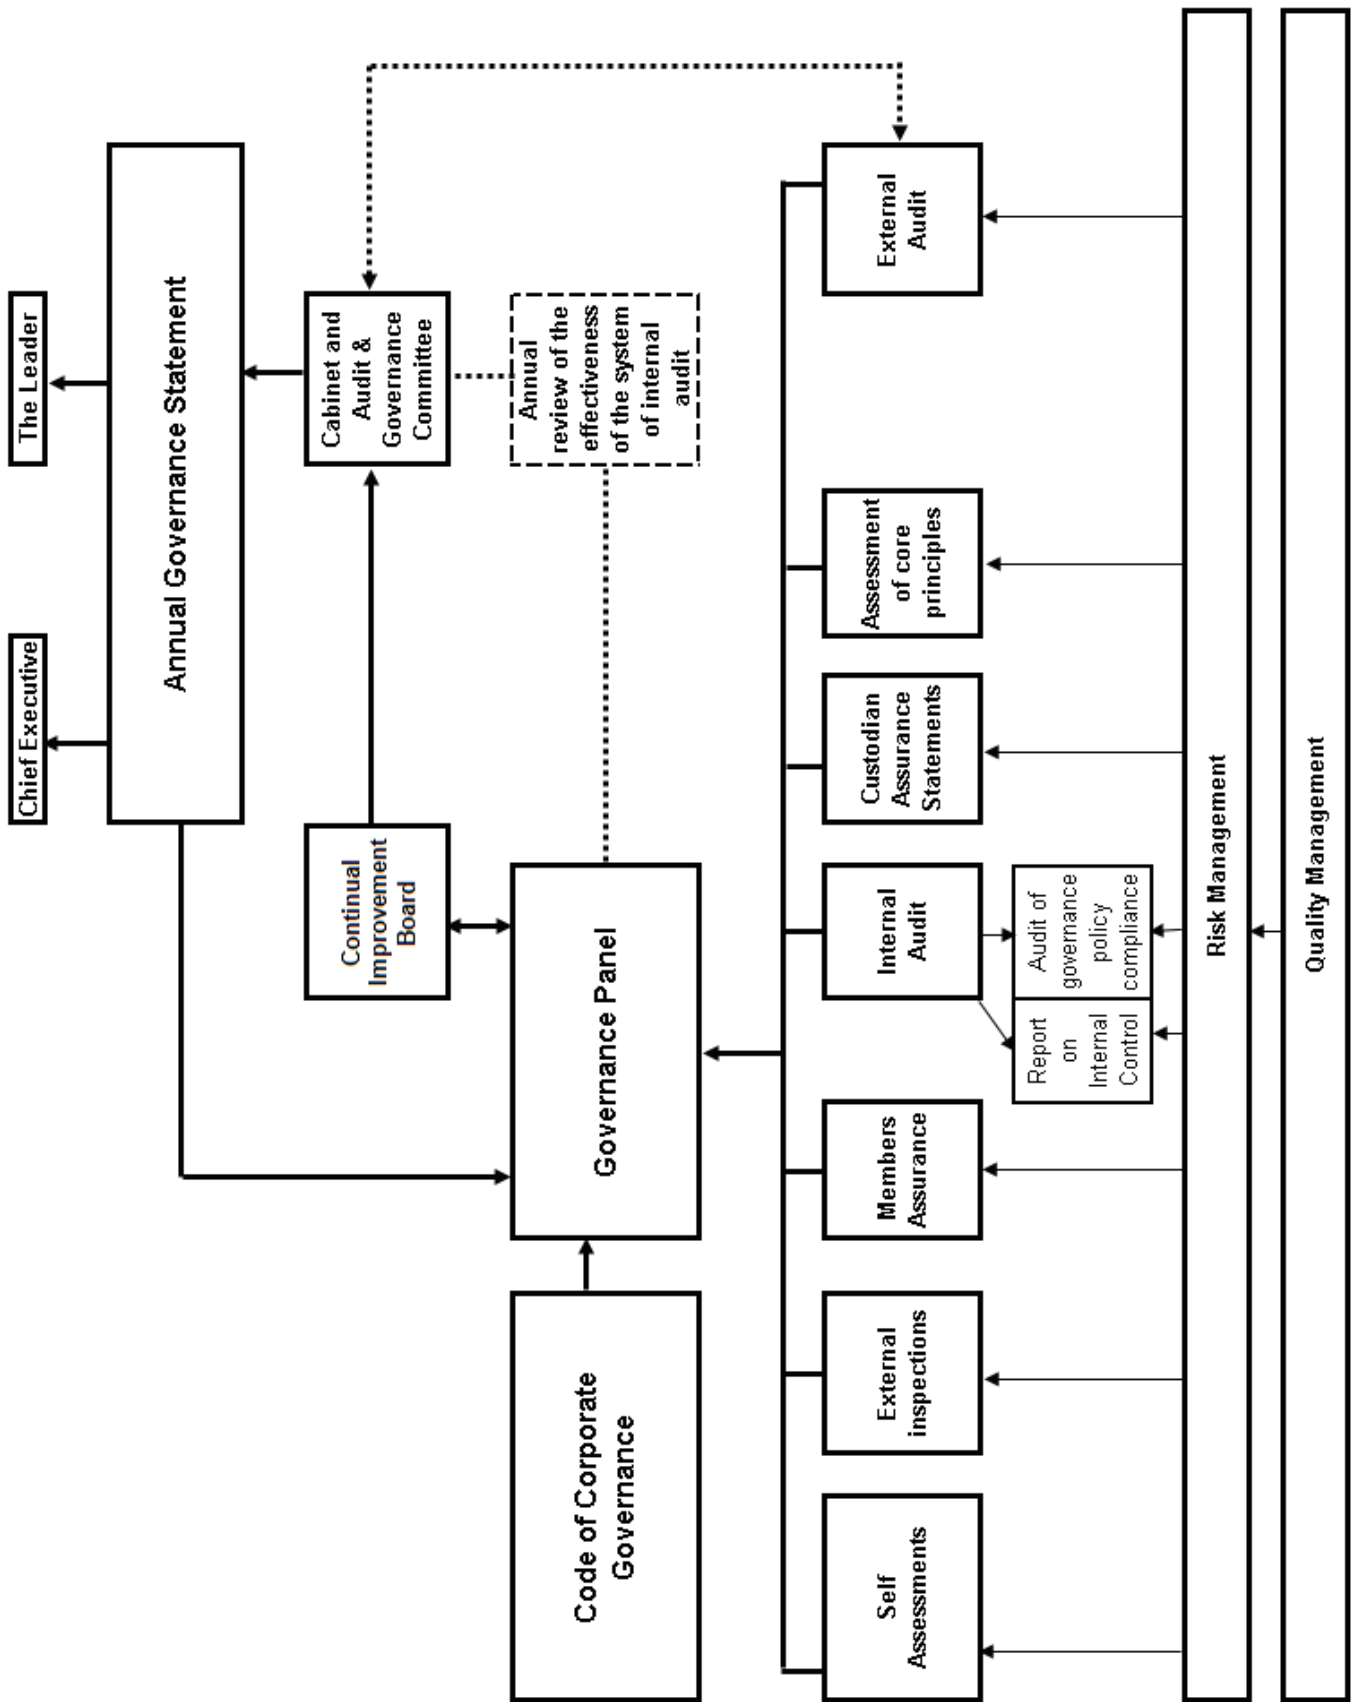 Chief Executive
The Leader
Annual Governance Statement
Continual
Improvement
Board
Cabinet and
Audit &
Governance
Committee
Code of Corporate
Governance
Governance Panel
Annual
review of the
effectiveness
of the system
of internal
audit
Self
Assessments
External
inspections
Members
Assurance
Internal
Audit
Custodian
Assurance
Statements
Assessment
of core
principles
External
Audit
Report
on
Internal
Control
Audit of
governance
policy
compliance
Risk Management
Quality Management